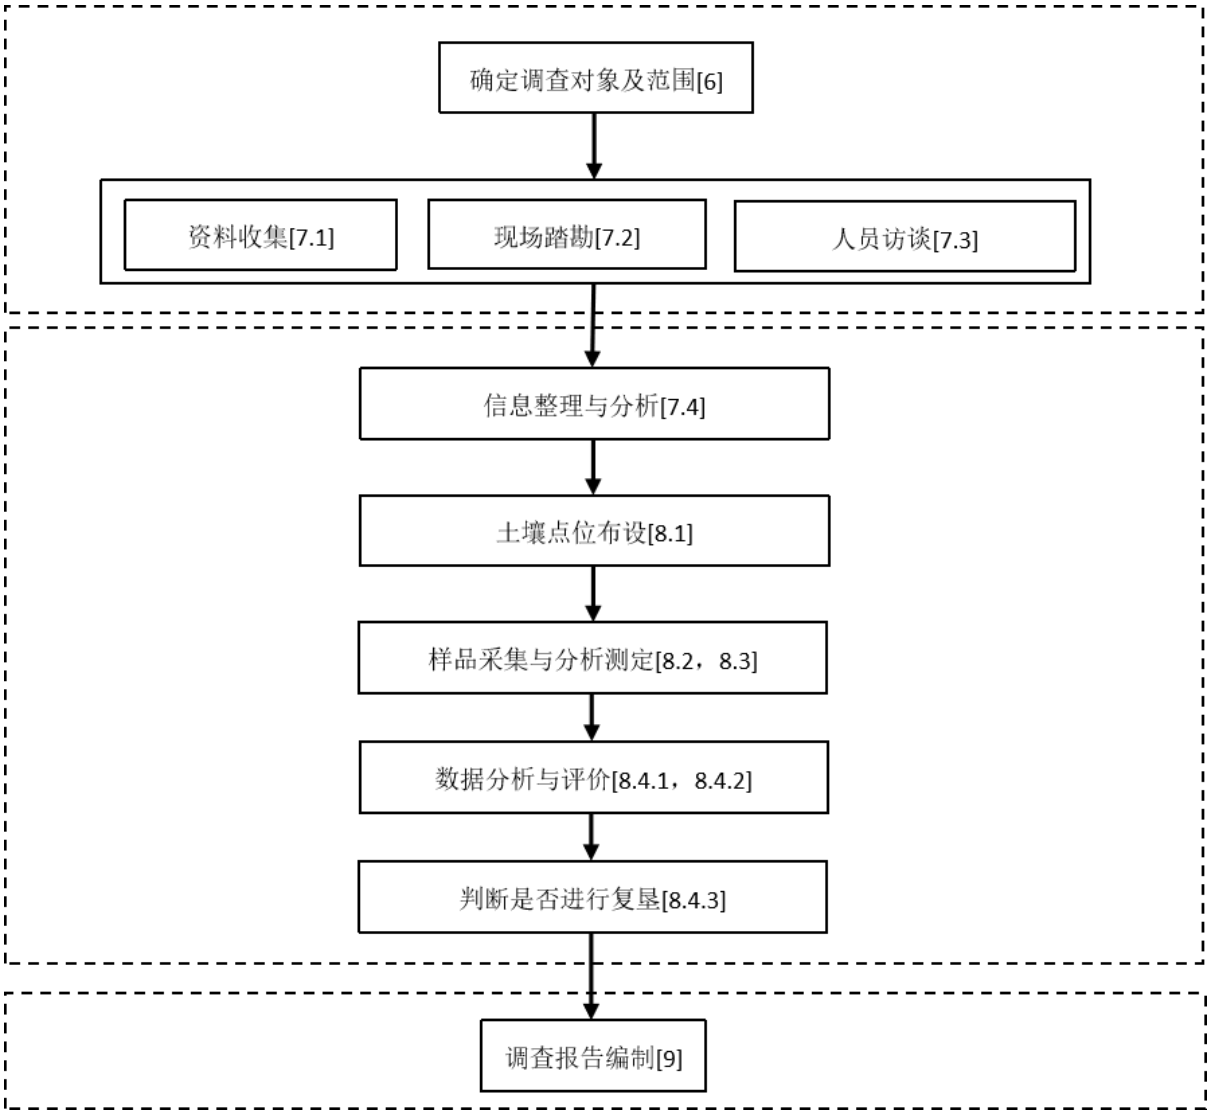 确定调查对象及范围[6]
资料收集[7.1]
现场踏勘[7.2]
人员访谈[7.3]
信息整理与分析[7.4]
土壤点位布设[8.1]
样品采集与分析测定[8.2，8.3]
数据分析与评价[8.4.1，8.4.2]
判断是否进行复垦[8.4.3]
调查报告编制[9]